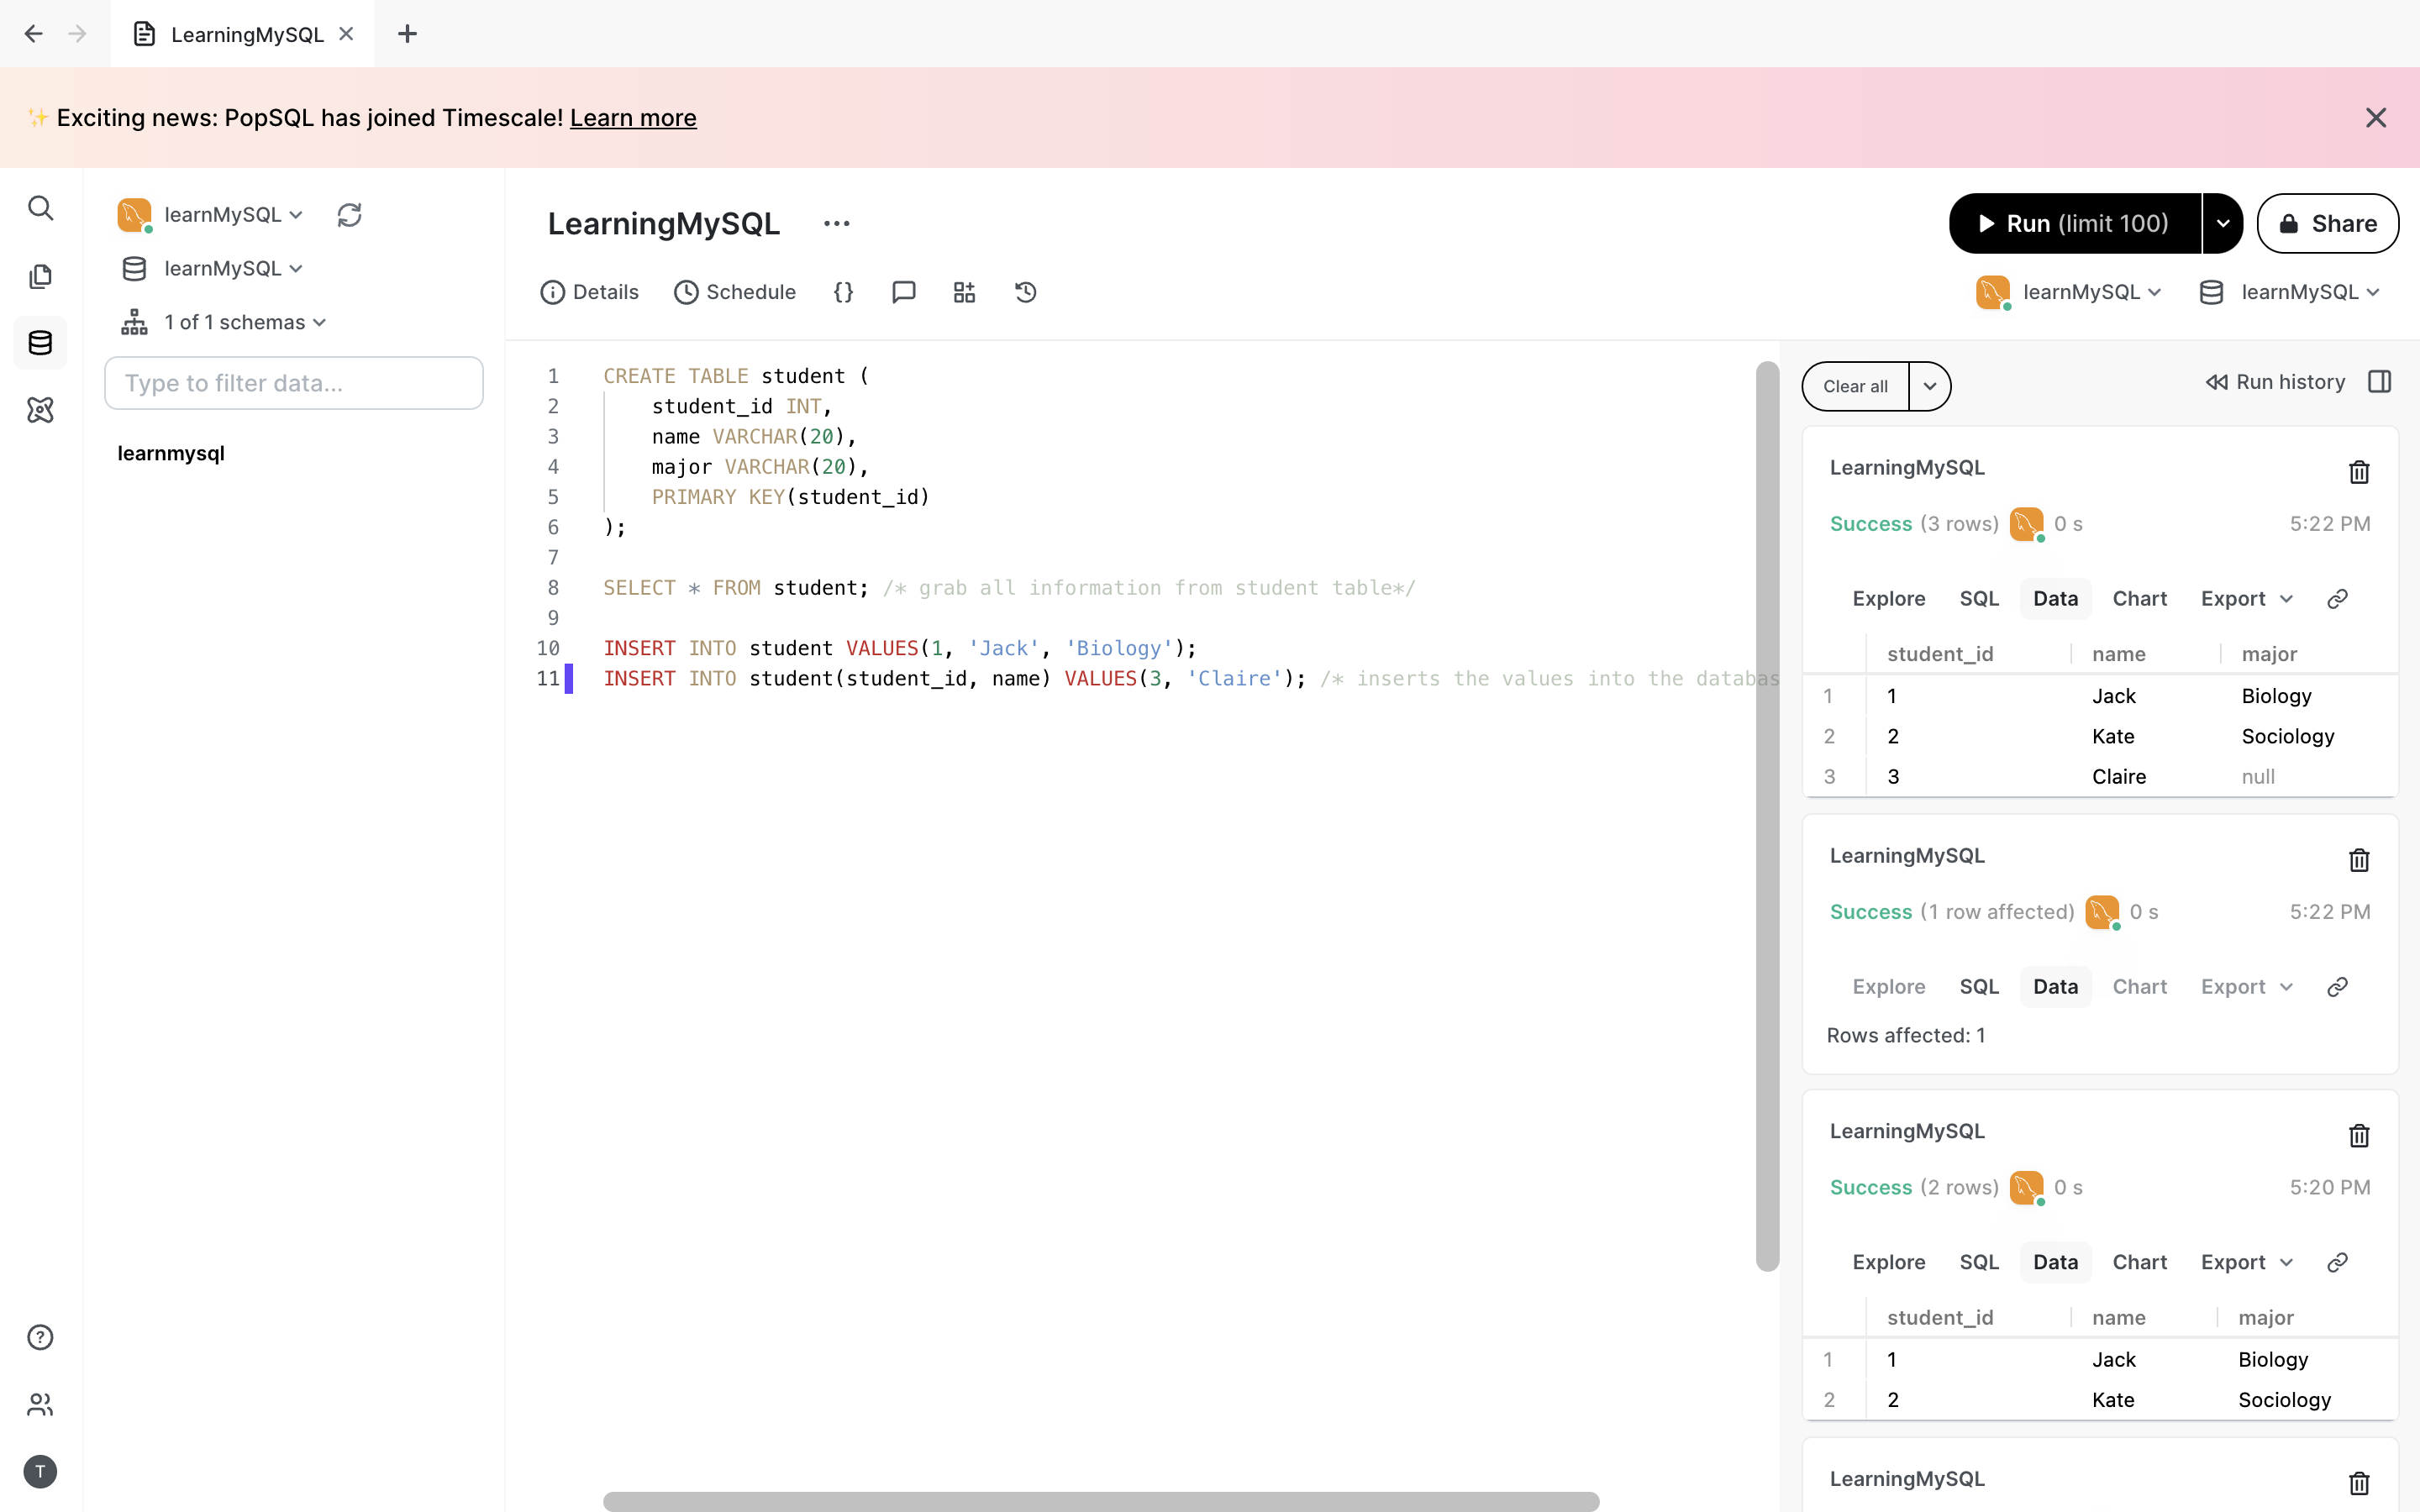 LearningMySQL
✨ Exciting news: PopSQL has joined Timescale! Learn more
learnMySQL
learnMySQL
1 of 1 schemas
Type to filter data...
learnmysql
T
LearningMySQL ...
Run (limit 100)
Share
Details Schedule {}
learnMySQL learnMySQL
1 CREATE TABLE student (
2 student_id INT,
3 name VARCHAR(20),
4 major VARCHAR(20),
5 PRIMARY KEY(student_id)
6 );
7
8 SELECT * FROM student; /* grab all information from student table*/
9
10 INSERT INTO student VALUES(1, 'Jack', 'Biology');
11 INSERT INTO student(student_id, name) VALUES(3, 'Claire'); /* inserts the values into the databas
Clear all
Run history
LearningMySQL
Success (3 rows) 0 s 5:22 PM
Explore SQL Data Chart Export
student_id name major
1 1 Jack Biology
2 2 Kate Sociology
3 3 Claire null
LearningMySQL
Success (1 row affected) 0 s 5:22 PM
Explore SQL Data Chart Export
Rows affected: 1
LearningMySQL
Success (2 rows) 0 s 5:20 PM
Explore SQL Data Chart Export
student_id name major
1 1 Jack Biology
2 2 Kate Sociology
LearningMySQL